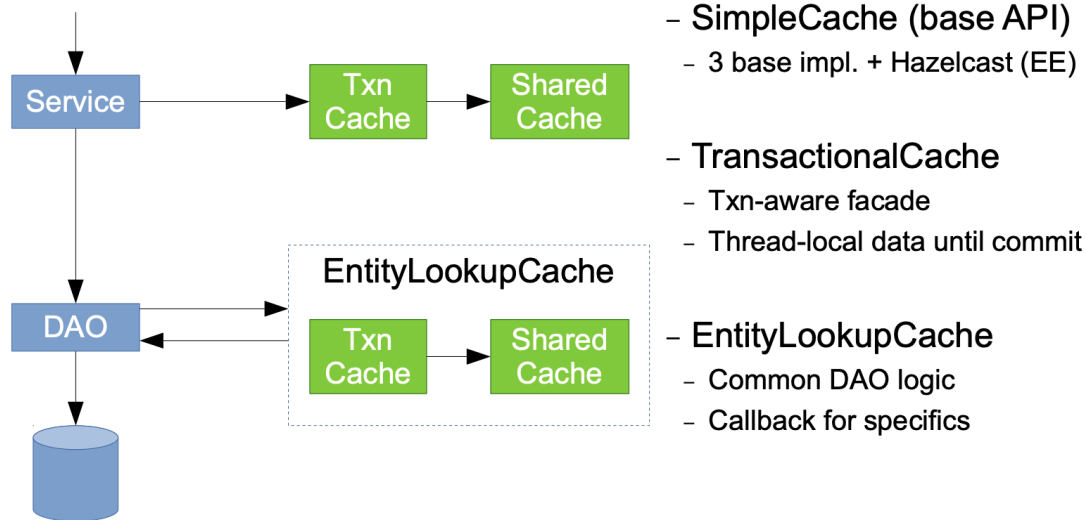 Service
Txn
Cache
Shared
Cache
EntityLookupCache
DAO
Txn
Cache
Shared
Cache
– SimpleCache (base API)
– 3 base impl. + Hazelcast (EE)
– TransactionalCache
– Txn-aware facade
– Thread-local data until commit
– EntityLookupCache
– Common DAO logic
– Callback for specifics